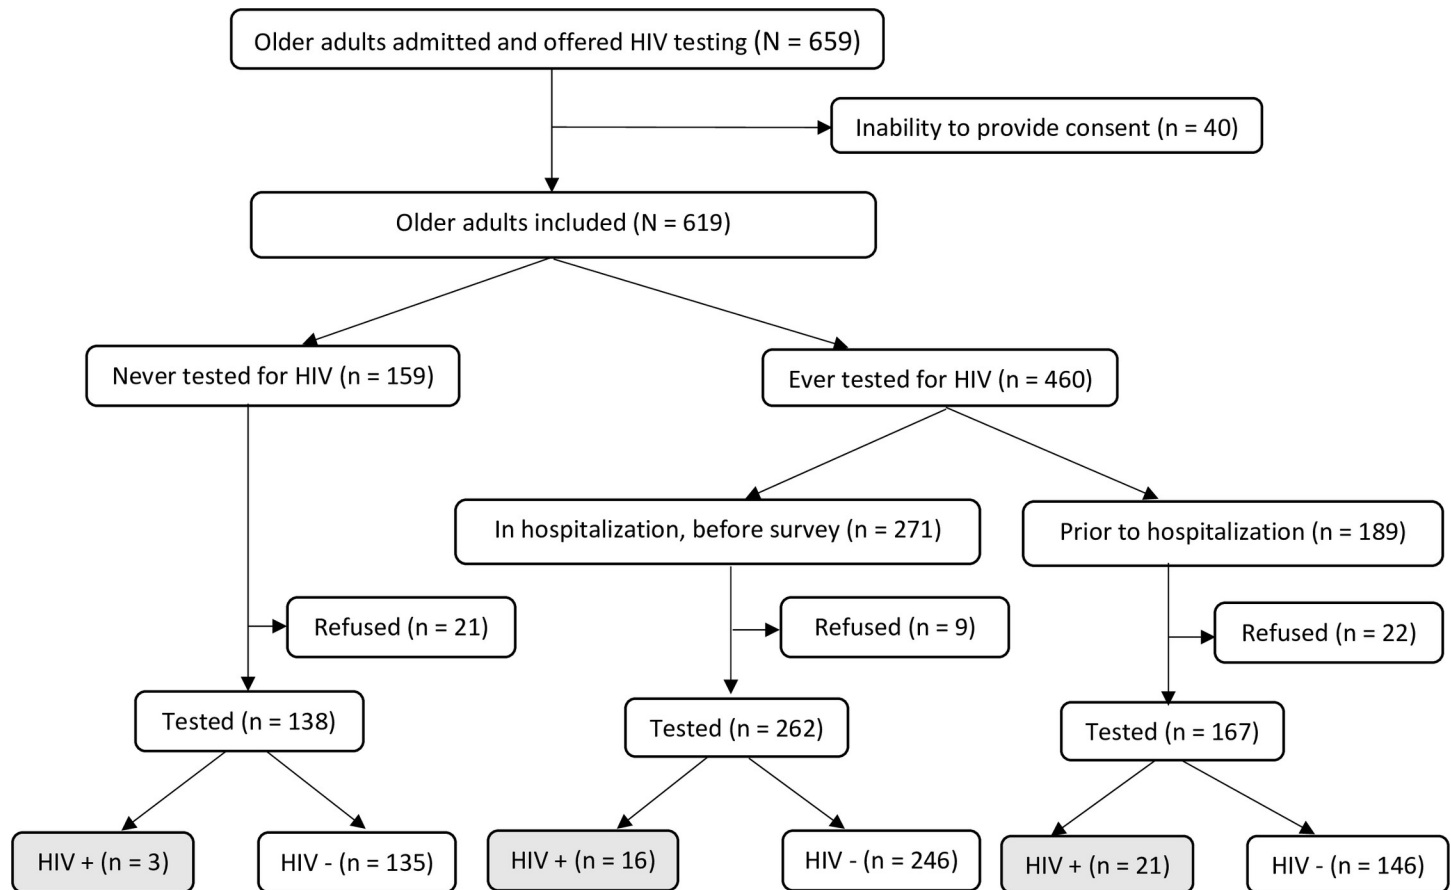 Older adults admitted and offered HIV testing (N = 659)
Inability to provide consent (n = 40)
Older adults included (N = 619)
Never tested for HIV (n = 159)
Ever tested for HIV (n = 460)
In hospitalization, before survey (n = 271)
Prior to hospitalization (n = 189)
Refused (n = 21)
Refused (n = 9)
Refused (n = 22)
Tested (n = 138)
Tested (n = 262)
Tested (n = 167)
HIV + (n = 3)
HIV - (n = 135)
HIV + (n = 16)
HIV - (n = 246)
HIV + (n = 21)
HIV - (n = 146)